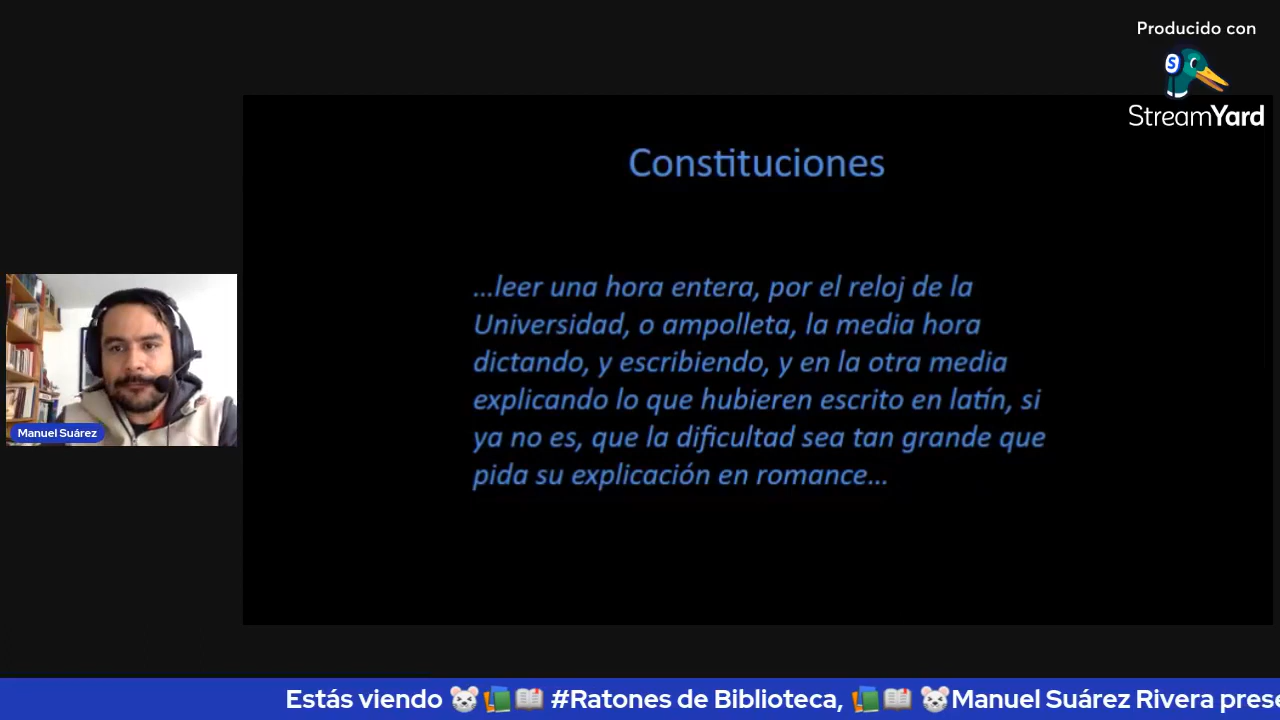 Producido con
StreamYard
Constituciones
...leer una hora entera, por el reloj de la
Universidad, o ampolleta, la media hora
dictando, y escribiendo, y en la otra media
explicando lo que hubieren escrito en latín, si
ya no es, que la dificultad sea tan grande que
pida su explicación en romance...
Manuel Suárez
Estás viendo 🐭📚📖 #Ratones de Biblioteca, 📚📖 🐭Manuel Suárez Rivera prese